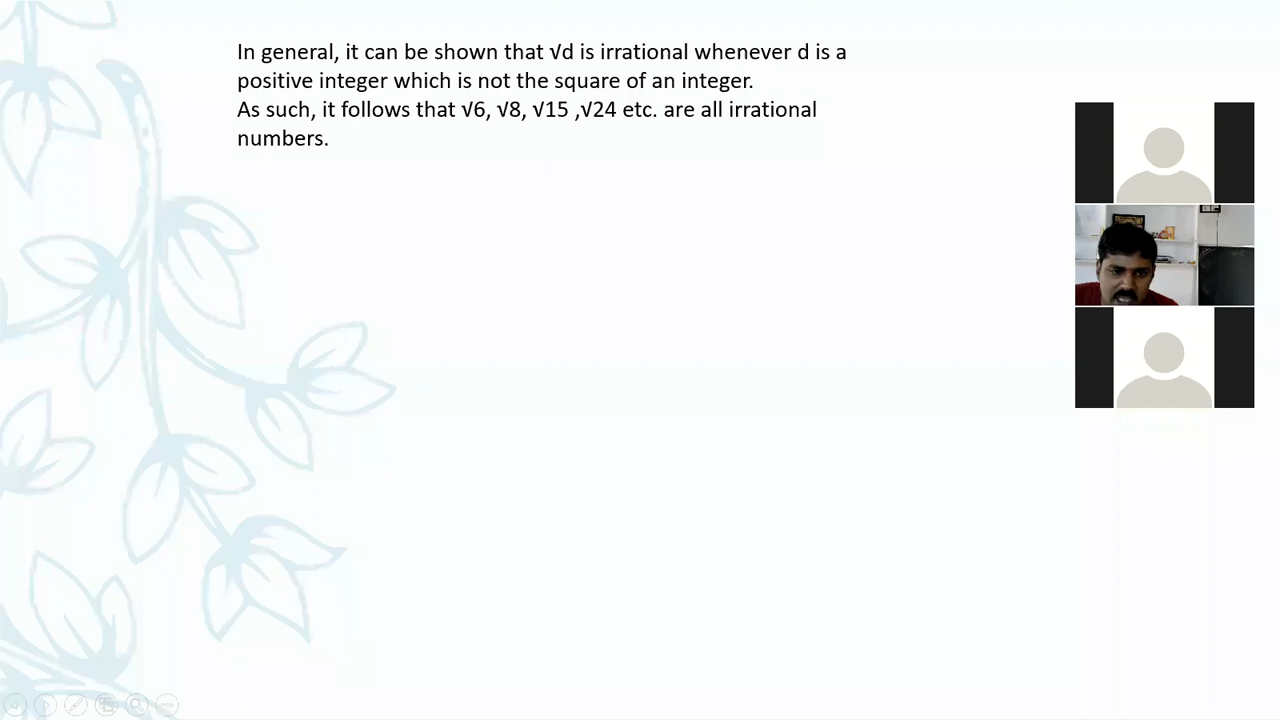 In general, it can be shown that √d is irrational whenever d is a
positive integer which is not the square of an integer.
As such, it follows that √6, √8, √15 ,√24 etc. are all irrational
numbers.